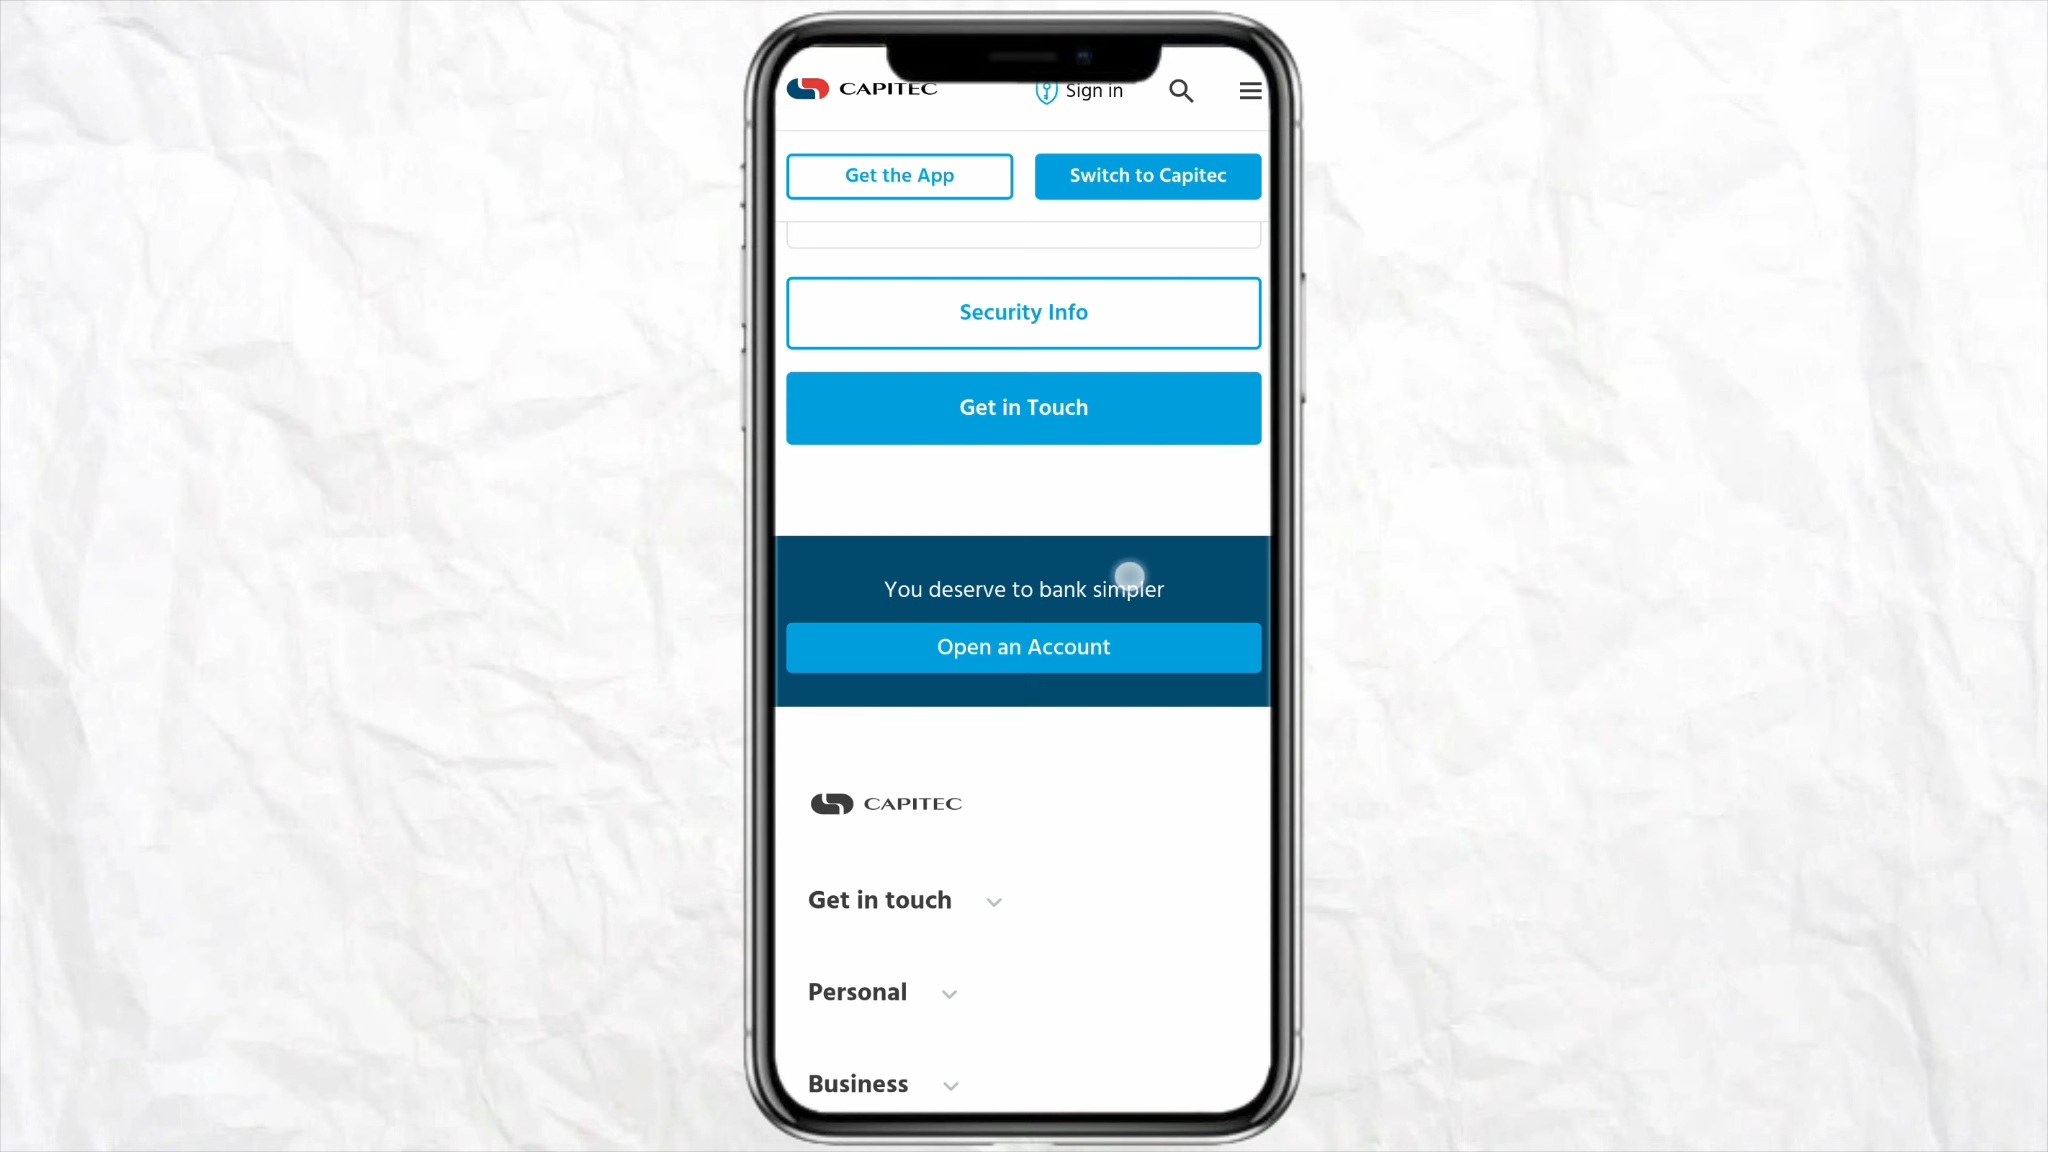 CAPITEC
Sign in
Get the App
Switch to Capitec
Security Info
Get in Touch
You deserve to bank simpler
Open an Account
CAPITEC
Get in touch
Personal
Business